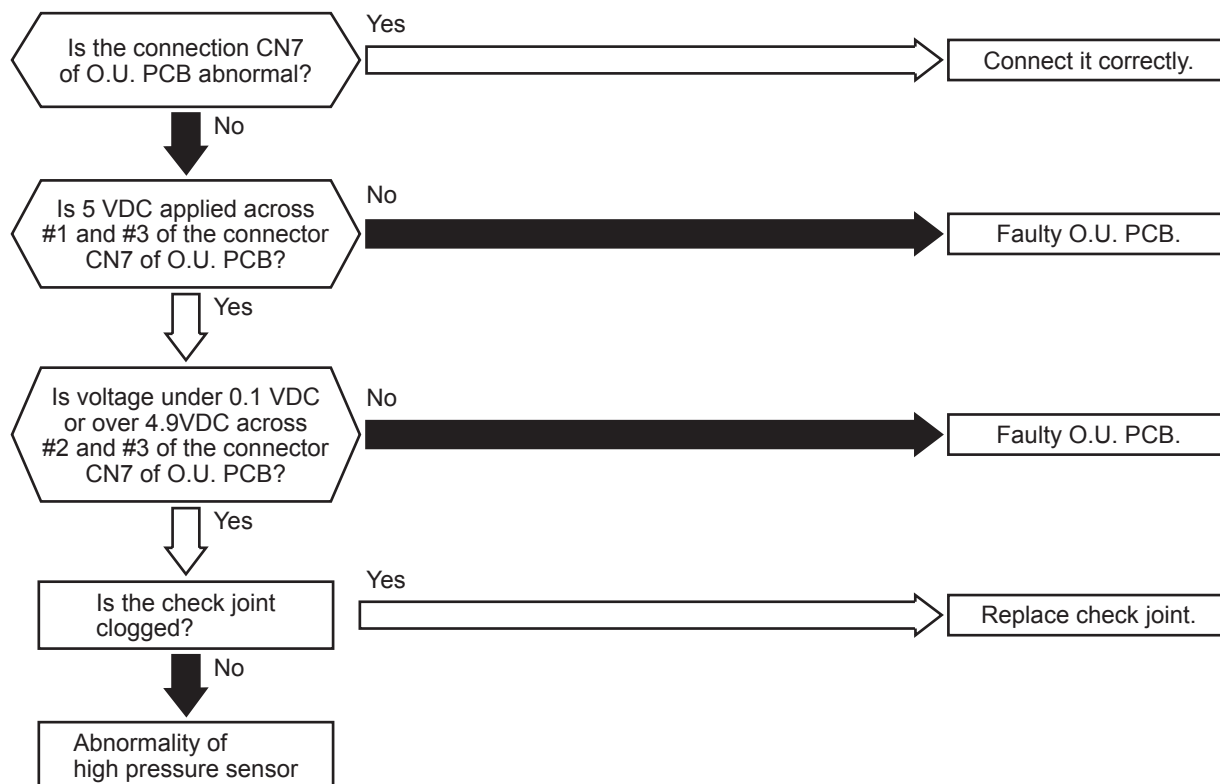 Is the connection CN7
of O.U. PCB abnormal?
Yes
Connect it correctly.
No
Is 5 VDC applied across
#1 and #3 of the connector
CN7 of O.U. PCB?
No
Faulty O.U. PCB.
Yes
Is voltage under 0.1 VDC
or over 4.9VDC across
#2 and #3 of the connector
CN7 of O.U. PCB?
No
Faulty O.U. PCB.
Yes
Is the check joint
clogged?
Yes
Replace check joint.
No
Abnormality of
high pressure sensor